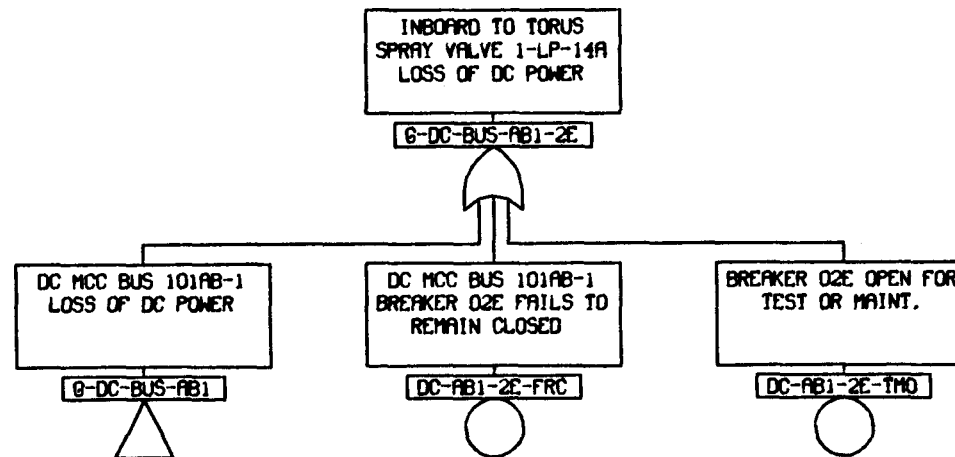 INBOARD TO TORUS
SPRAY VALVE 1-LP-14A
LOSS OF DC POWER
G-DC-BUS-AB1-2E
DC MCC BUS 101AB-1
LOSS OF DC POWER
G-DC-BUS-AB1
DC MCC BUS 101AB-1
BREAKER 02E FAILS TO
REMAIN CLOSED
DC-AB1-2E-FRC
BREAKER 02E OPEN FOR
TEST OR MAINT.
DC-AB1-2E-TMO